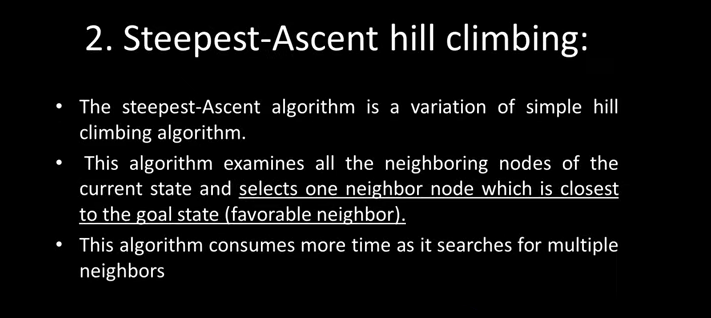 2. Steepest-Ascent hill climbing:
• The steepest-Ascent algorithm is a variation of simple hill
climbing algorithm.
• This algorithm examines all the neighboring nodes of the
current state and selects one neighbor node which is closest
to the goal state (favorable neighbor).
• This algorithm consumes more time as it searches for multiple
neighbors